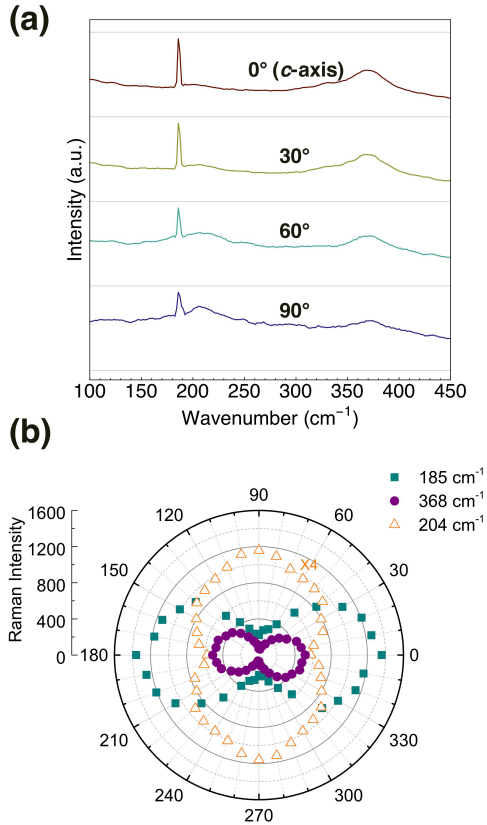 (a)
0° (c-axis)
30°
60°
90°
Intensity (a.u.)
100 150 200 250 300 350 400 450
Wavenumber (cm⁻¹)
(b)
185 cm⁻¹
368 cm⁻¹
204 cm⁻¹
X4
Raman Intensity
1600
1200
800
400
0
90
60
30
0
330
300
270
240
210
180
150
120